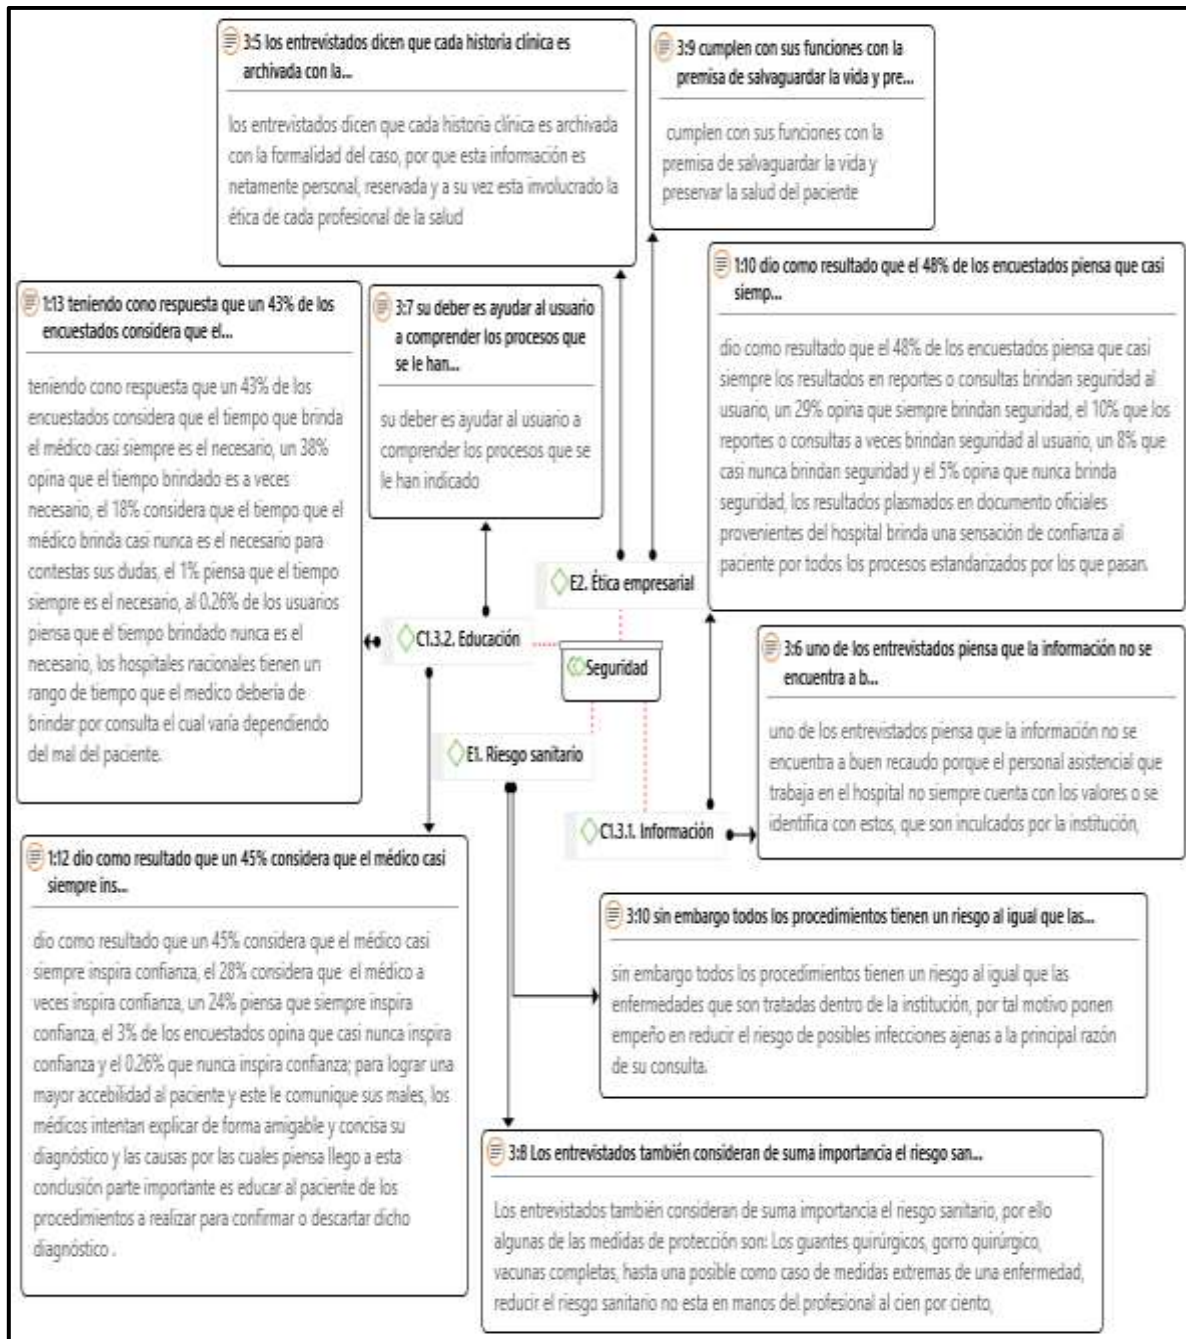 3:5 los entrevistados dicen que cada historia clínica es
archivada con la...
los entrevistados dicen que cada historia clínica es archivada
con la formalidad del caso, por que esta información es
netamente personal, reservada y a su vez esta involucrado la
ética de cada profesional de la salud
3:9 cumplen con sus funciones con la
premisa de salvaguardar la vida y pre...
cumplen con sus funciones con la
premisa de salvaguardar la vida y
preservar la salud del paciente
1:13 teniendo cono respuesta que un 43% de los
encuestados considera que el...
teniendo cono respuesta que un 43% de los
encuestados considera que el tiempo que brinda
el médico casi siempre es el necesario, un 38%
opina que el tiempo brindado es a veces
necesario, el 18% considera que el tiempo que el
médico brinda casi nunca es el necesario para
contestas sus dudas, el 1% piensa que el tiempo
siempre es el necesario, al 0.26% de los usuarios
piensa que el tiempo brindado nunca es el
necesario, los hospitales nacionales tienen un
rango de tiempo que el medico debería de
brindar por consulta el cual varía dependiendo
del mal del paciente.
3:7 su deber es ayudar al usuario
a comprender los procesos que
se le han...
su deber es ayudar al usuario a
comprender los procesos que se
le han indicado
1:10 dio como resultado que el 48% de los encuestados piensa que casi
siemp...
dio como resultado que el 48% de los encuestados piensa que casi
siempre los resultados en reportes o consultas brindan seguridad al
usuario, un 29% opina que siempre brindan seguridad, el 10% que los
reportes o consultas a veces brindan seguridad al usuario, un 8% que
casi nunca brindan seguridad y el 5% opina que nunca brinda
seguridad, los resultados plasmados en documento oficiales
provenientes del hospital brinda una sensación de confianza al
paciente por todos los procesos estandarizados por los que pasan.
E2. Ética empresarial
C1.3.2. Educación
Seguridad
E1. Riesgo sanitario
C1.3.1. Información
3:6 uno de los entrevistados piensa que la información no se
encuentra a b...
uno de los entrevistados piensa que la información no se
encuentra a buen recaudo porque el personal asistencial que
trabaja en el hospital no siempre cuenta con los valores o se
identifica con estos, que son inculcados por la institución,
1:12 dio como resultado que un 45% considera que el médico casi
siempre ins...
dio como resultado que un 45% considera que el médico casi
siempre inspira confianza, el 28% considera que el médico a
veces inspira confianza, un 24% piensa que siempre inspira
confianza, el 3% de los encuestados opina que casi nunca inspira
confianza y el 0.26% que nunca inspira confianza; para lograr una
mayor accebilidad al paciente y este le comunique sus males, los
médicos intentan explicar de forma amigable y concisa su
diagnóstico y las causas por las cuales piensa llego a esta
conclusión parte importante es educar al paciente de los
procedimientos a realizar para confirmar o descartar dicho
diagnóstico .
3:10 sin embargo todos los procedimientos tienen un riesgo al igual que las...
sin embargo todos los procedimientos tienen un riesgo al igual que las
enfermedades que son tratadas dentro de la institución, por tal motivo ponen
empeño en reducir el riesgo de posibles infecciones ajenas a la principal razón
de su consulta.
3:8 Los entrevistados también consideran de suma importancia el riesgo san...
Los entrevistados también consideran de suma importancia el riesgo sanitario, por ello
algunas de las medidas de protección son: Los guantes quirúrgicos, gorro quirúrgico,
vacunas completas, hasta una posible como caso de medidas extremas de una enfermedad,
reducir el riesgo sanitario no esta en manos del profesional al cien por ciento,